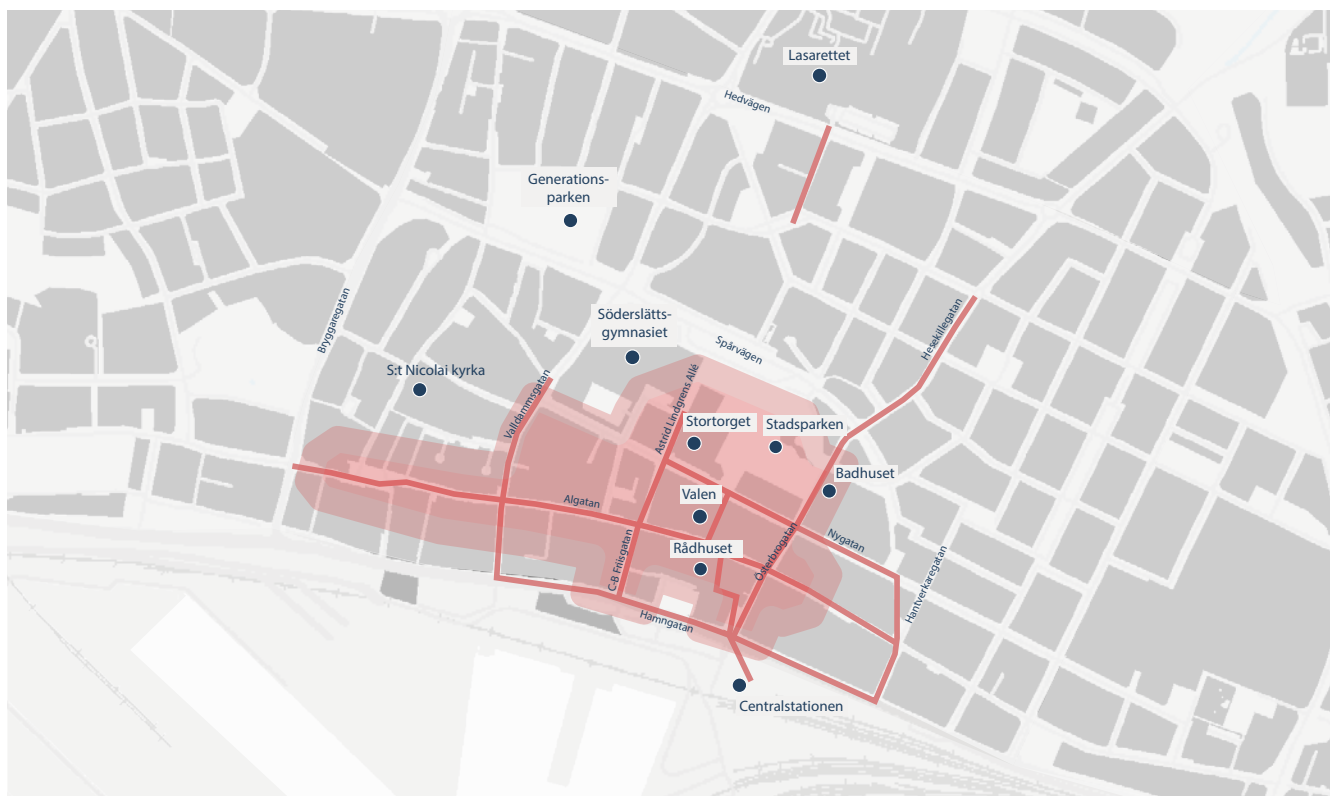 Lasarettet
Hedvägen
Generations-
parken
Bryggaregatan
Söderslätts-
gymnasiet
Spårvägen
Hesekillegatan
S:t Nicolai kyrka
Valldammsgatan
Astrid Lindgrens Allé
Stortorget
Stadsparken
Badhuset
Valen
Algatan
Nygatan
Rådhuset
C-B Friisgatan
Österbrogatan
Hantverkaregatan
Hamngatan
Centralstationen